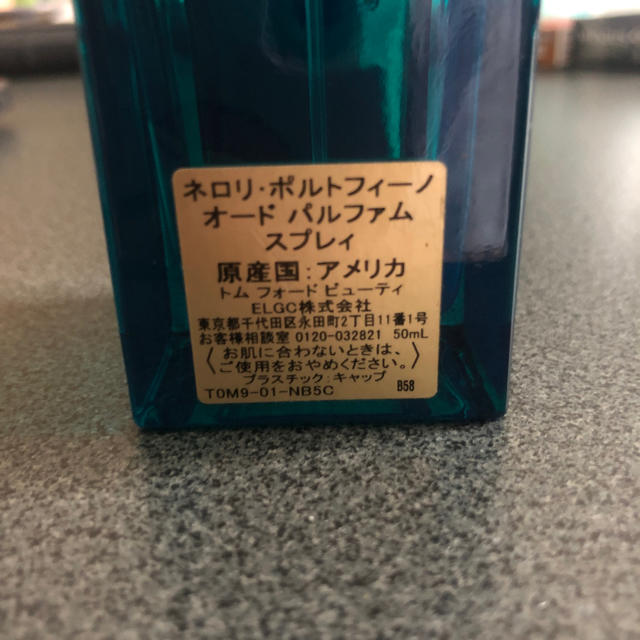 ネロリ・ポルトフィーノ
オード パルファム
スプレィ
原産国:アメリカ
トム フォード ビューティ
ELGC株式会社
東京都千代田区永田町2丁目11番1号
お客様相談室 0120-032821 50mL
〈お肌に合わないときは、
ご使用をおやめください。〉
プラスチック:キャップ
T0M9-01-NB5C B58